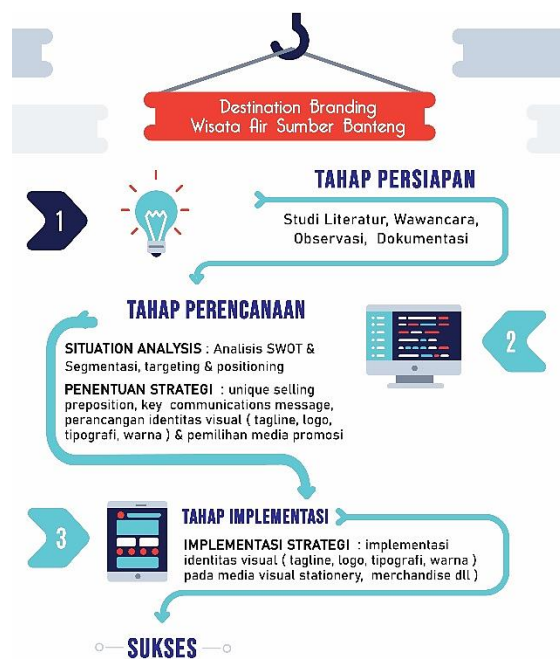 Destination Branding
Wisata Air Sumber Banteng
1
TAHAP PERSIAPAN
Studi Literatur, Wawancara,
Observasi, Dokumentasi
TAHAP PERENCANAAN
2
SITUATION ANALYSIS : Analisis SWOT &
Segmentasi, targeting & positioning
PENENTUAN STRATEGI : unique selling
preposition, key communications message,
perancangan identitas visual ( tagline, logo,
tipografi, warna ) & pemilihan media promosi
3
TAHAP IMPLEMENTASI
IMPLEMENTASI STRATEGI : implementasi
identitas visual ( tagline, logo, tipografi, warna )
pada media visual stationery, merchandise dll )
SUKSES